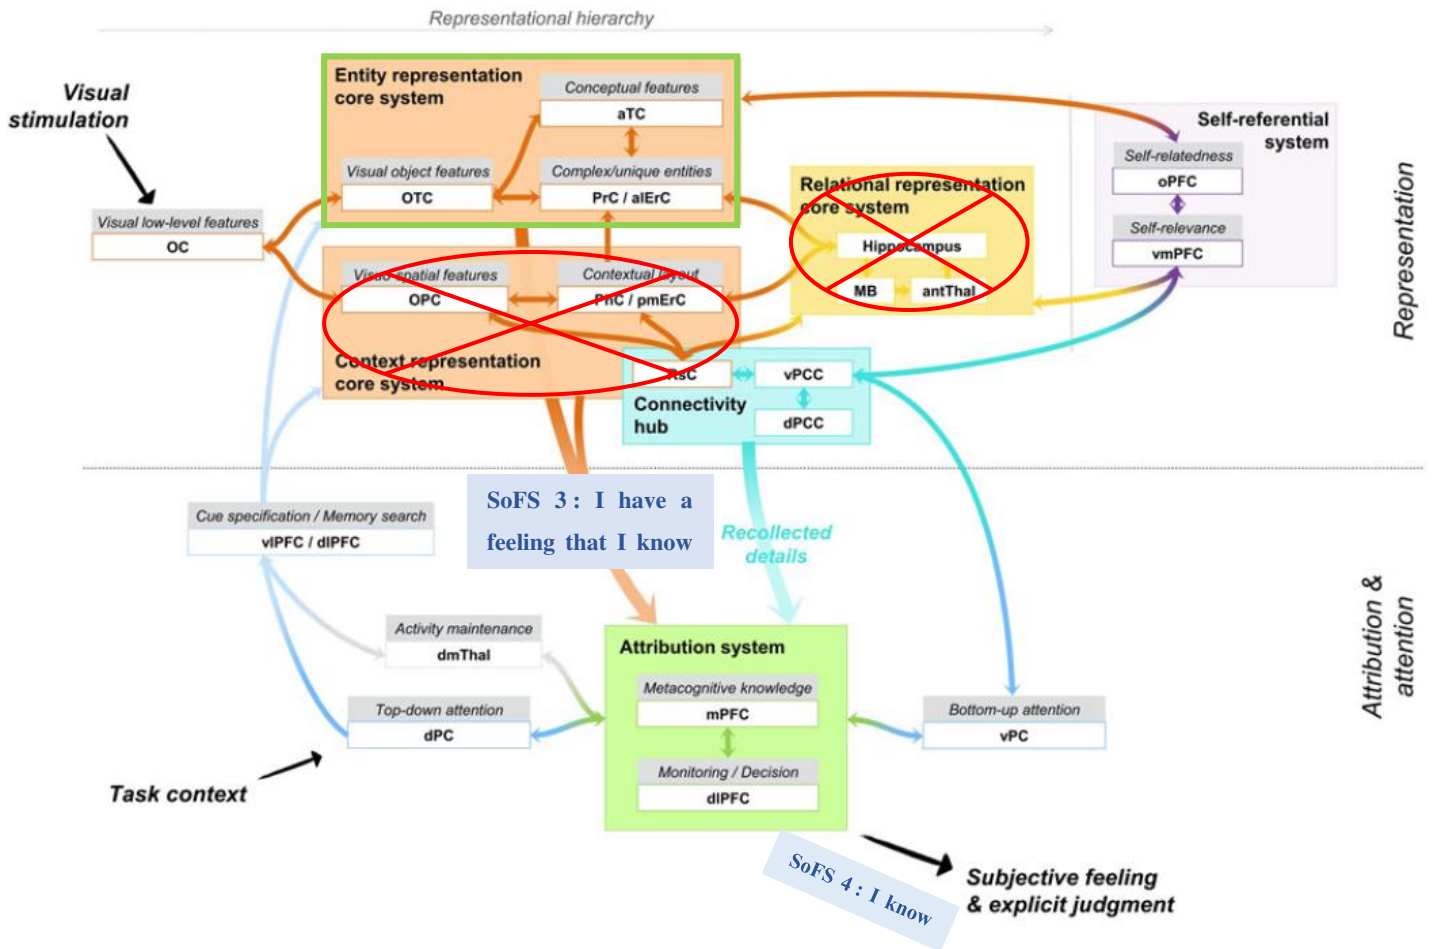 Representational hierarchy
Visual
stimulation
Entity representation
core system
Conceptual features
aTC
Visual object features
OTC
Complex/unique entities
PrC / alErC
Visual low-level features
OC
Relational representation
core system
Hippocampus
MB
antThal
Self-referential
system
Self-relatedness
oPFC
Self-relevance
vmPFC
Representation
Visuo-spatial features
OPC
Contextual layout
PhC / pmErC
Context representation
core system
RsC
vPCC
dPCC
Connectivity
hub
Cue specification / Memory search
vlPFC / dlPFC
SoFS 3 : I have a
feeling that I know
Recollected
details
Activity maintenance
dmThal
Top-down attention
dPC
Task context
Attribution system
Metacognitive knowledge
mPFC
Monitoring / Decision
dlPFC
Bottom-up attention
vPC
Attribution &
attention
SoFS 4 : I know
Subjective feeling
& explicit judgment